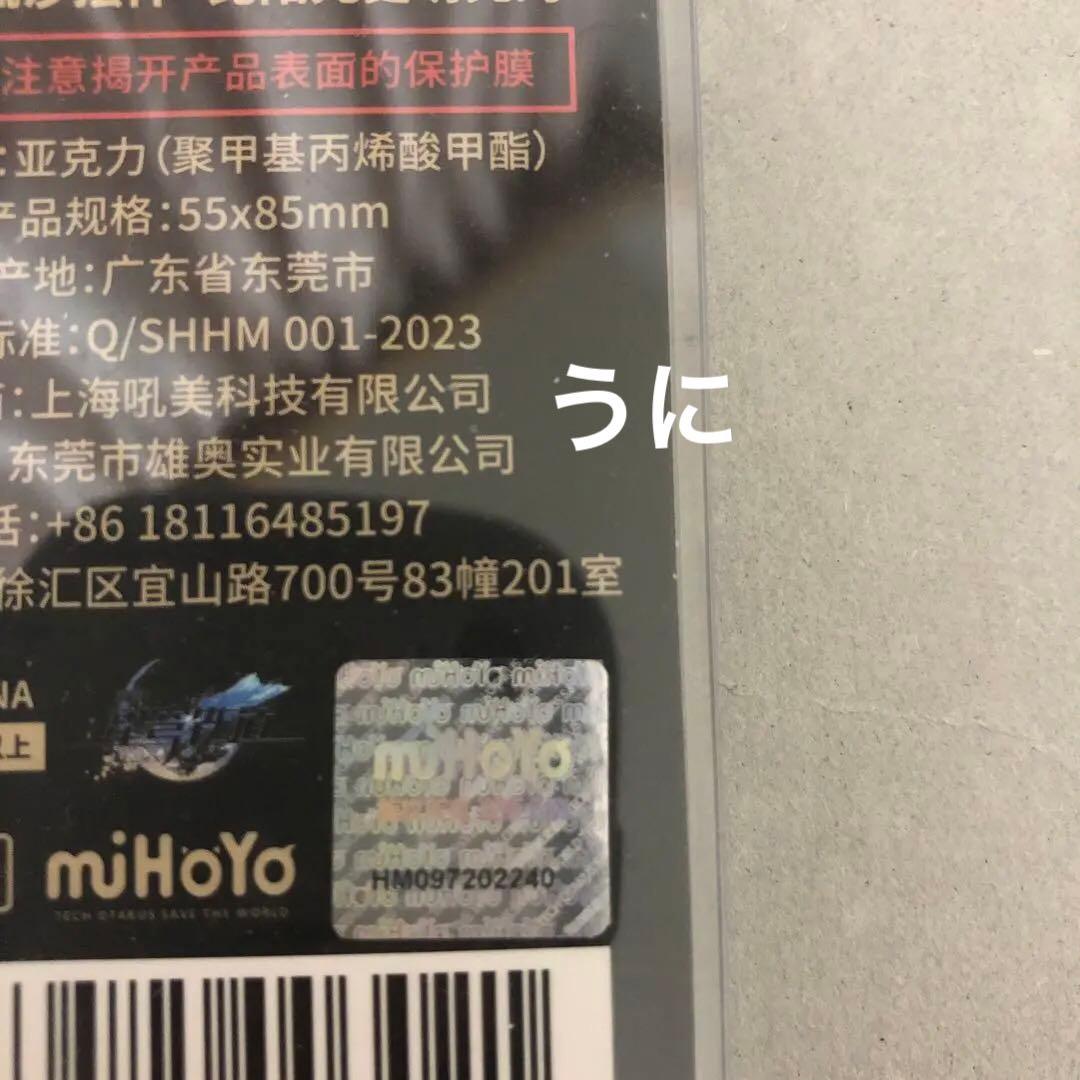 注意揭开产品表面的保护膜
:亚克力(聚甲基丙烯酸甲酯)
产品规格:55x85mm
产地:广东省东莞市
标准:Q/SHHM 001-2023
:上海吼美科技有限公司
东莞市雄奥实业有限公司
话:+86 18116485197
徐汇区宜山路700号83幢201室
うに
NA
以上
miHoYo
TECH OTAKUS SAVE THE WORLD
miHoYo
HM097202240